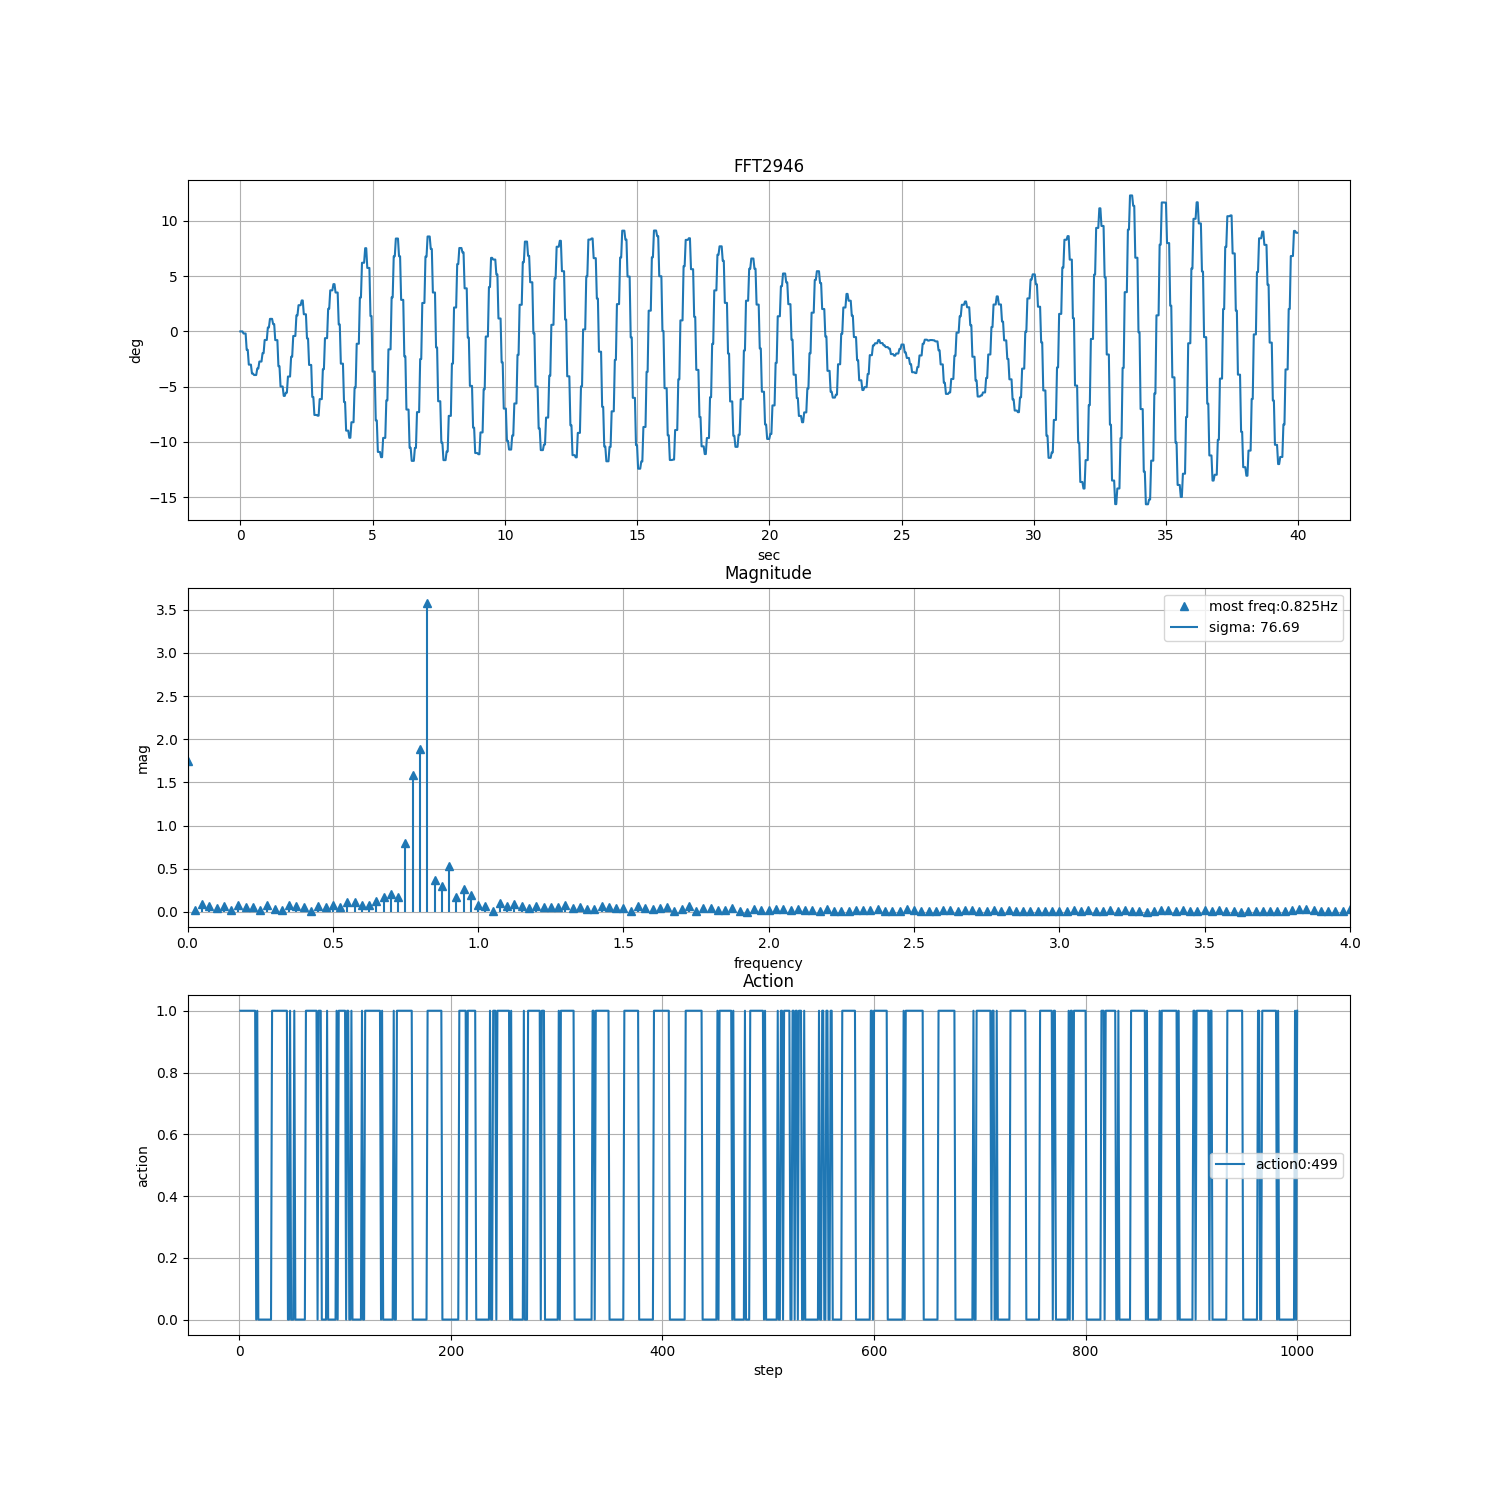 FFT2946
deg
10
5
0
−5
−10
−15
0 5 10 15 20 25 30 35 40
sec
Magnitude
mag
3.5
3.0
2.5
2.0
1.5
1.0
0.5
0.0
most freq:0.825Hz
sigma: 76.69
0.0 0.5 1.0 1.5 2.0 2.5 3.0 3.5 4.0
frequency
Action
action
1.0
0.8
0.6
0.4
0.2
0.0
action0:499
0 200 400 600 800 1000
step